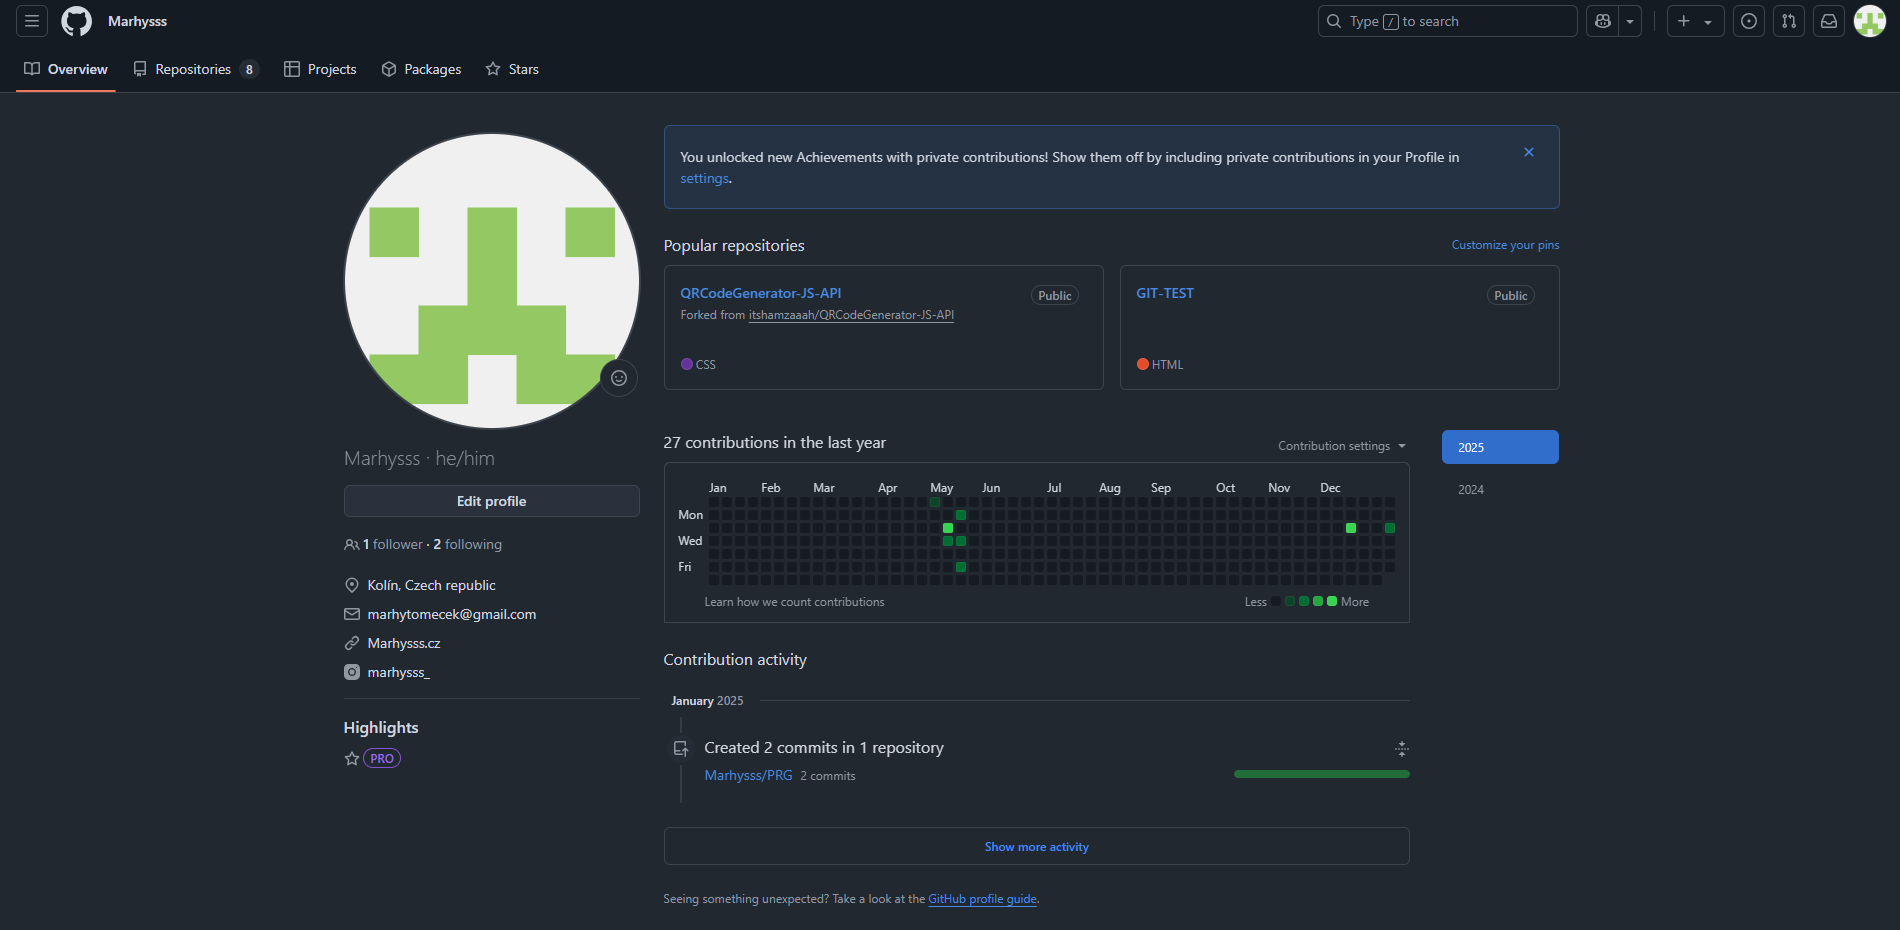 Marhysss
Type / to search
Overview
Repositories 8
Projects
Packages
Stars
You unlocked new Achievements with private contributions! Show them off by including private contributions in your Profile in
settings.
Popular repositories
Customize your pins
QRCodeGenerator-JS-API
Public
Forked from itshamzaaah/QRCodeGenerator-JS-API
CSS
GIT-TEST
Public
HTML
Marhysss · he/him
Edit profile
1 follower · 2 following
Kolín, Czech republic
marhytomecek@gmail.com
Marhysss.cz
marhysss_
Highlights
PRO
27 contributions in the last year
Contribution settings
2025
2024
Jan Feb Mar Apr May Jun Jul Aug Sep Oct Nov Dec
Mon
Wed
Fri
Learn how we count contributions
Less More
Contribution activity
January 2025
Created 2 commits in 1 repository
Marhysss/PRG 2 commits
Show more activity
Seeing something unexpected? Take a look at the GitHub profile guide.